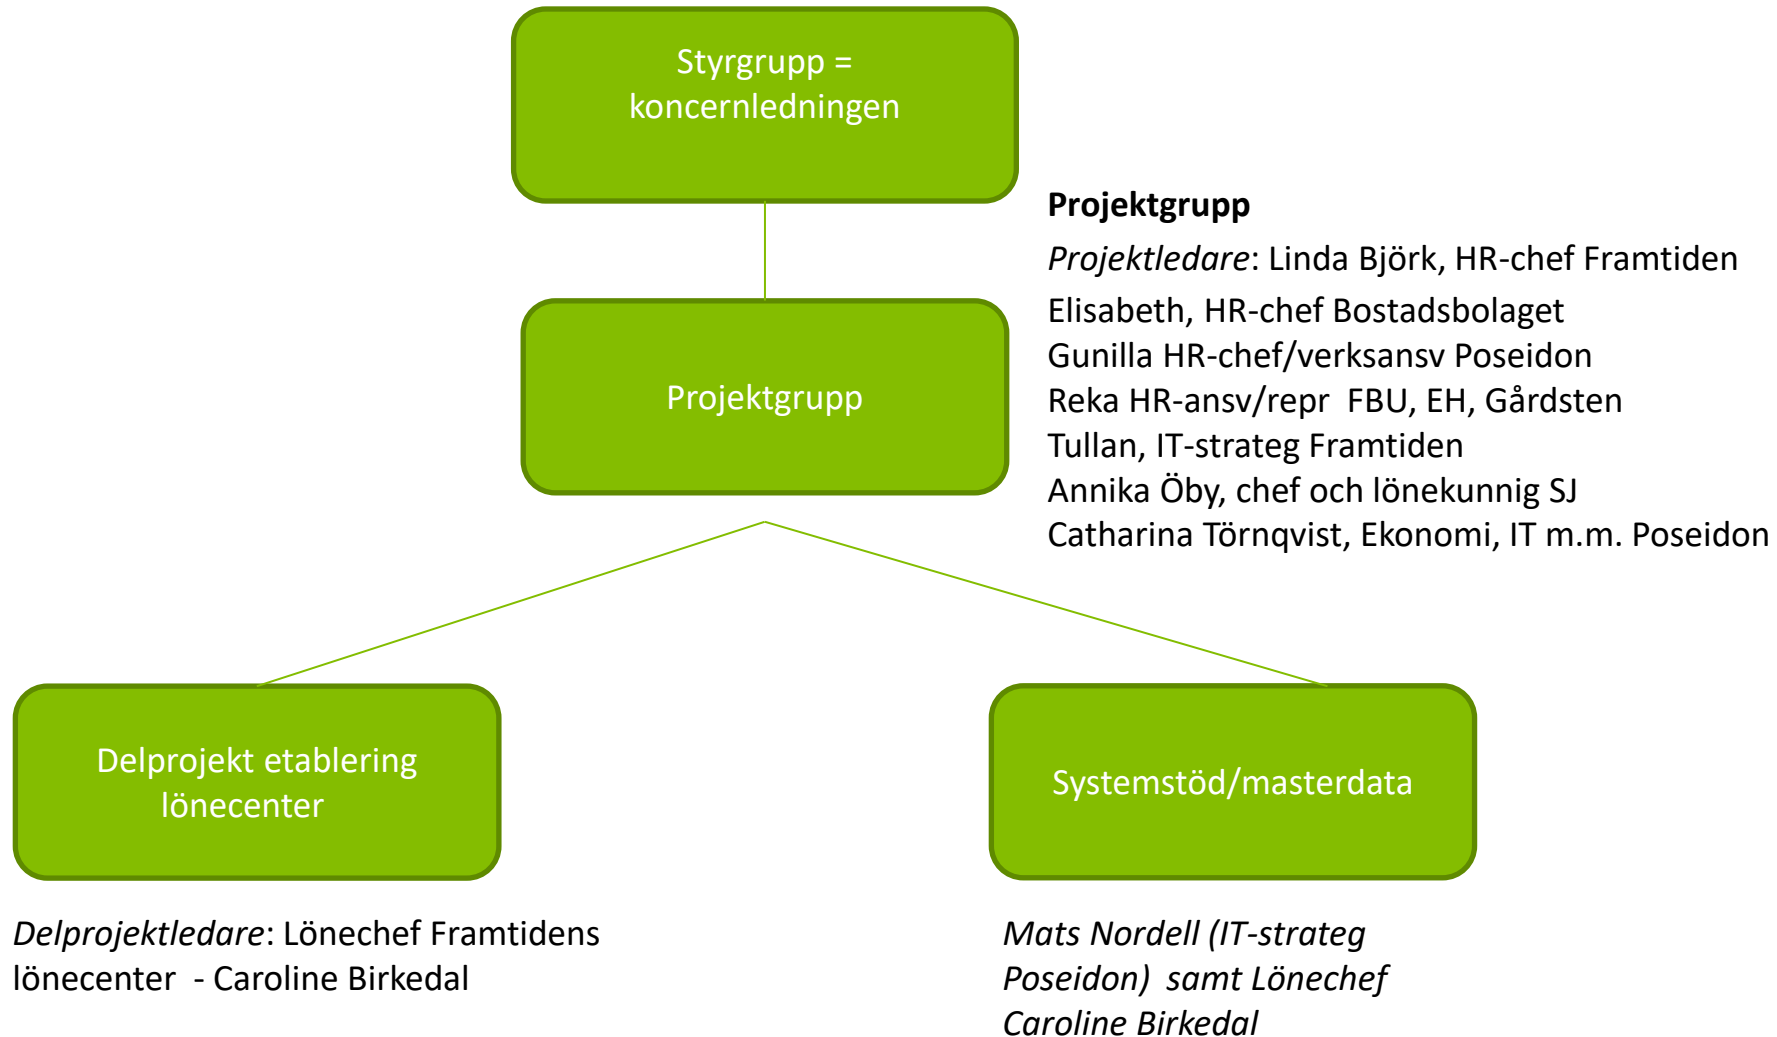 Styrgrupp =
koncernledningen
Projektgrupp
Projektledare: Linda Björk, HR-chef Framtiden
Elisabeth, HR-chef Bostadsbolaget
Gunilla HR-chef/verksansv Poseidon
Reka HR-ansv/repr  FBU, EH, Gårdsten
Tullan, IT-strateg Framtiden
Annika Öby, chef och lönekunnig SJ
Catharina Törnqvist, Ekonomi, IT m.m. Poseidon
Projektgrupp
Delprojekt etablering
lönecenter
Systemstöd/masterdata
Delprojektledare: Lönechef Framtidens
lönecenter  - Caroline Birkedal
Mats Nordell (IT-strateg
Poseidon)  samt Lönechef
Caroline Birkedal